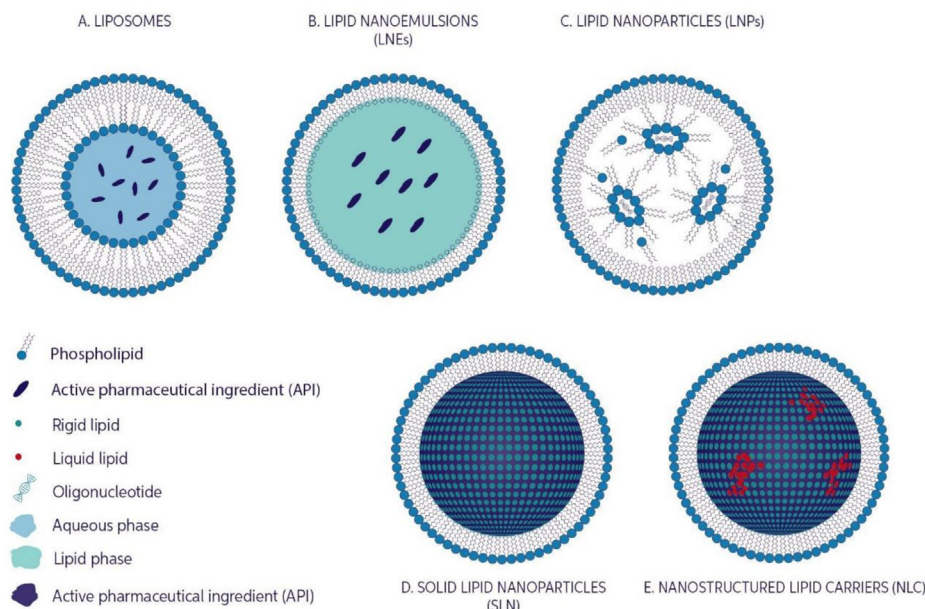 A. LIPOSOMES
B. LIPID NANOEMULSIONS
(LNEs)
C. LIPID NANOPARTICLES (LNPs)
Phospholipid
Active pharmaceutical ingredient (API)
Rigid lipid
Liquid lipid
Oligonucleotide
Aqueous phase
Lipid phase
Active pharmaceutical ingredient (API)
D. SOLID LIPID NANOPARTICLES
(SLN)
E. NANOSTRUCTURED LIPID CARRIERS (NLC)